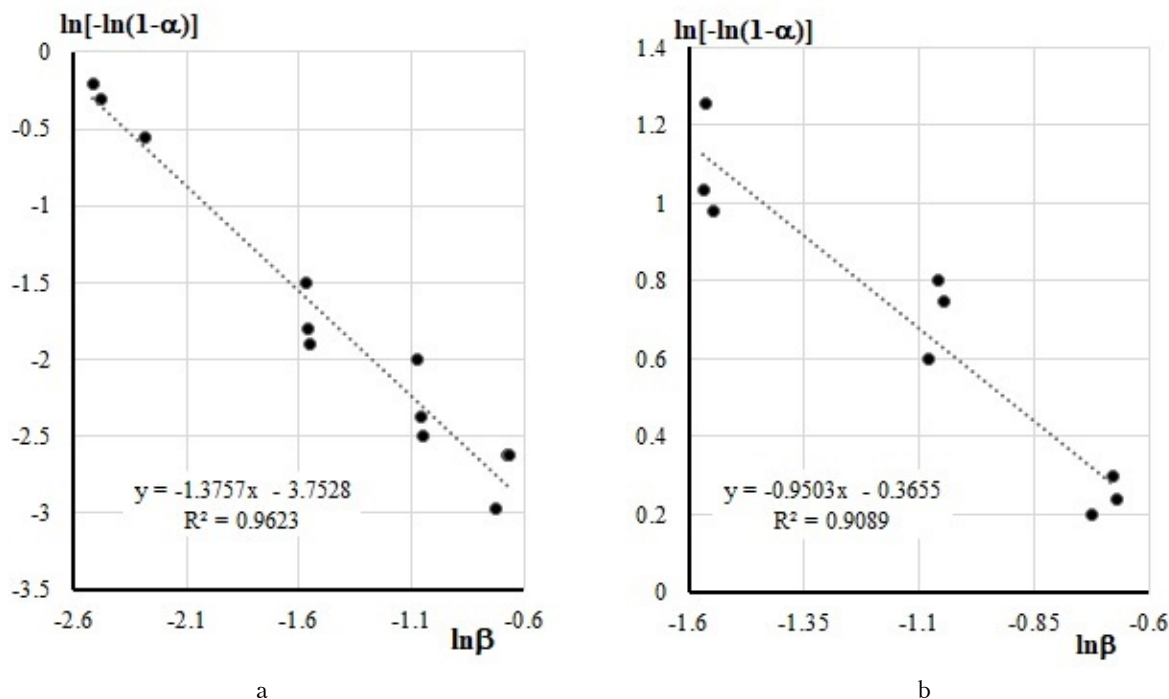 ln[-ln(1-α)]
0
-0.5
-1
-1.5
-2
-2.5
-3
-3.5
-2.6 -2.1 -1.6 -1.1 -0.6
lnβ
y = -1.3757x - 3.7528
R² = 0.9623
a
ln[-ln(1-α)]
1.4
1.2
1
0.8
0.6
0.4
0.2
0
-1.6 -1.35 -1.1 -0.85 -0.6
lnβ
y = -0.9503x - 0.3655
R² = 0.9089
b